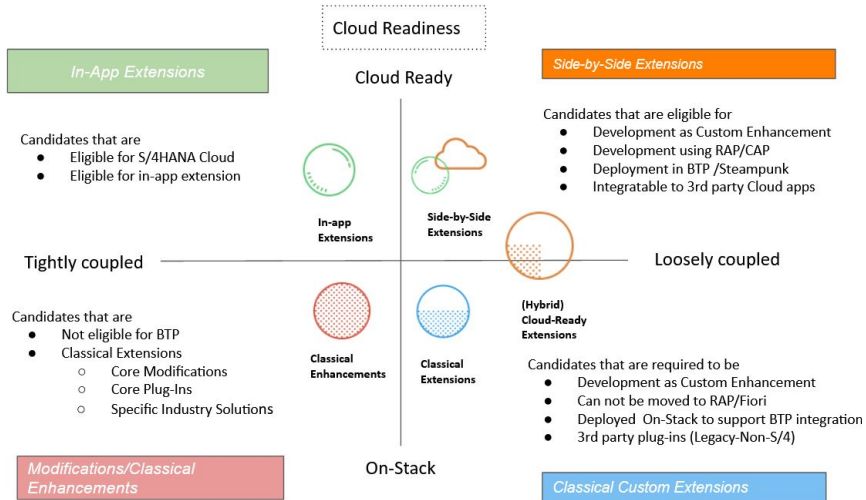 Cloud Readiness
In-App Extensions
Cloud Ready
Side-by-Side Extensions
Candidates that are
● Eligible for S/4HANA Cloud
● Eligible for in-app extension
Candidates that are eligible for
● Development as Custom Enhancement
● Development using RAP/CAP
● Deployment in BTP /Steampunk
● Integratable to 3rd party Cloud apps
In-app
Extensions
Side-by-Side
Extensions
Tightly coupled
Loosely coupled
Candidates that are
● Not eligible for BTP
● Classical Extensions
○ Core Modifications
○ Core Plug-Ins
○ Specific Industry Solutions
Classical
Enhancements
Classical
Extensions
(Hybrid)
Cloud-Ready
Extensions
Candidates that are required to be
● Development as Custom Enhancement
● Can not be moved to RAP/Fiori
● Deployed On-Stack to support BTP integration
● 3rd party plug-ins (Legacy-Non-S/4)
Modifications/Classical
Enhancements
On-Stack
Classical Custom Extensions